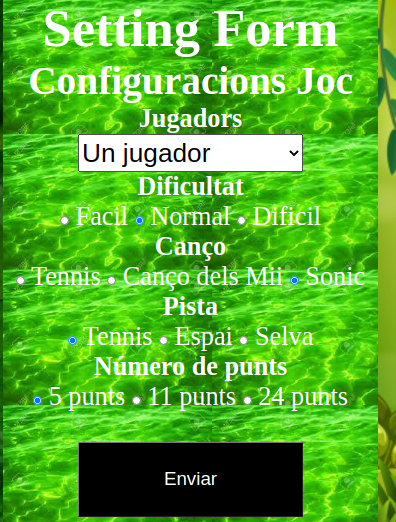 Setting Form
Configuracions Joc
Jugadors
Un jugador
Dificultat
Facil Normal Dificil
Canço
Tennis Canço dels Mii Sonic
Pista
Tennis Espai Selva
Número de punts
5 punts 11 punts 24 punts
Enviar